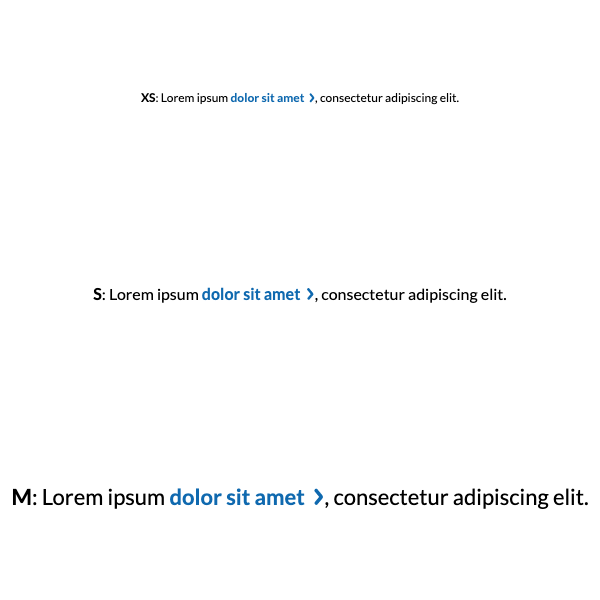 XS: Lorem ipsum dolor sit amet ❯, consectetur adipiscing elit.
S: Lorem ipsum dolor sit amet ❯, consectetur adipiscing elit.
M: Lorem ipsum dolor sit amet ❯, consectetur adipiscing elit.